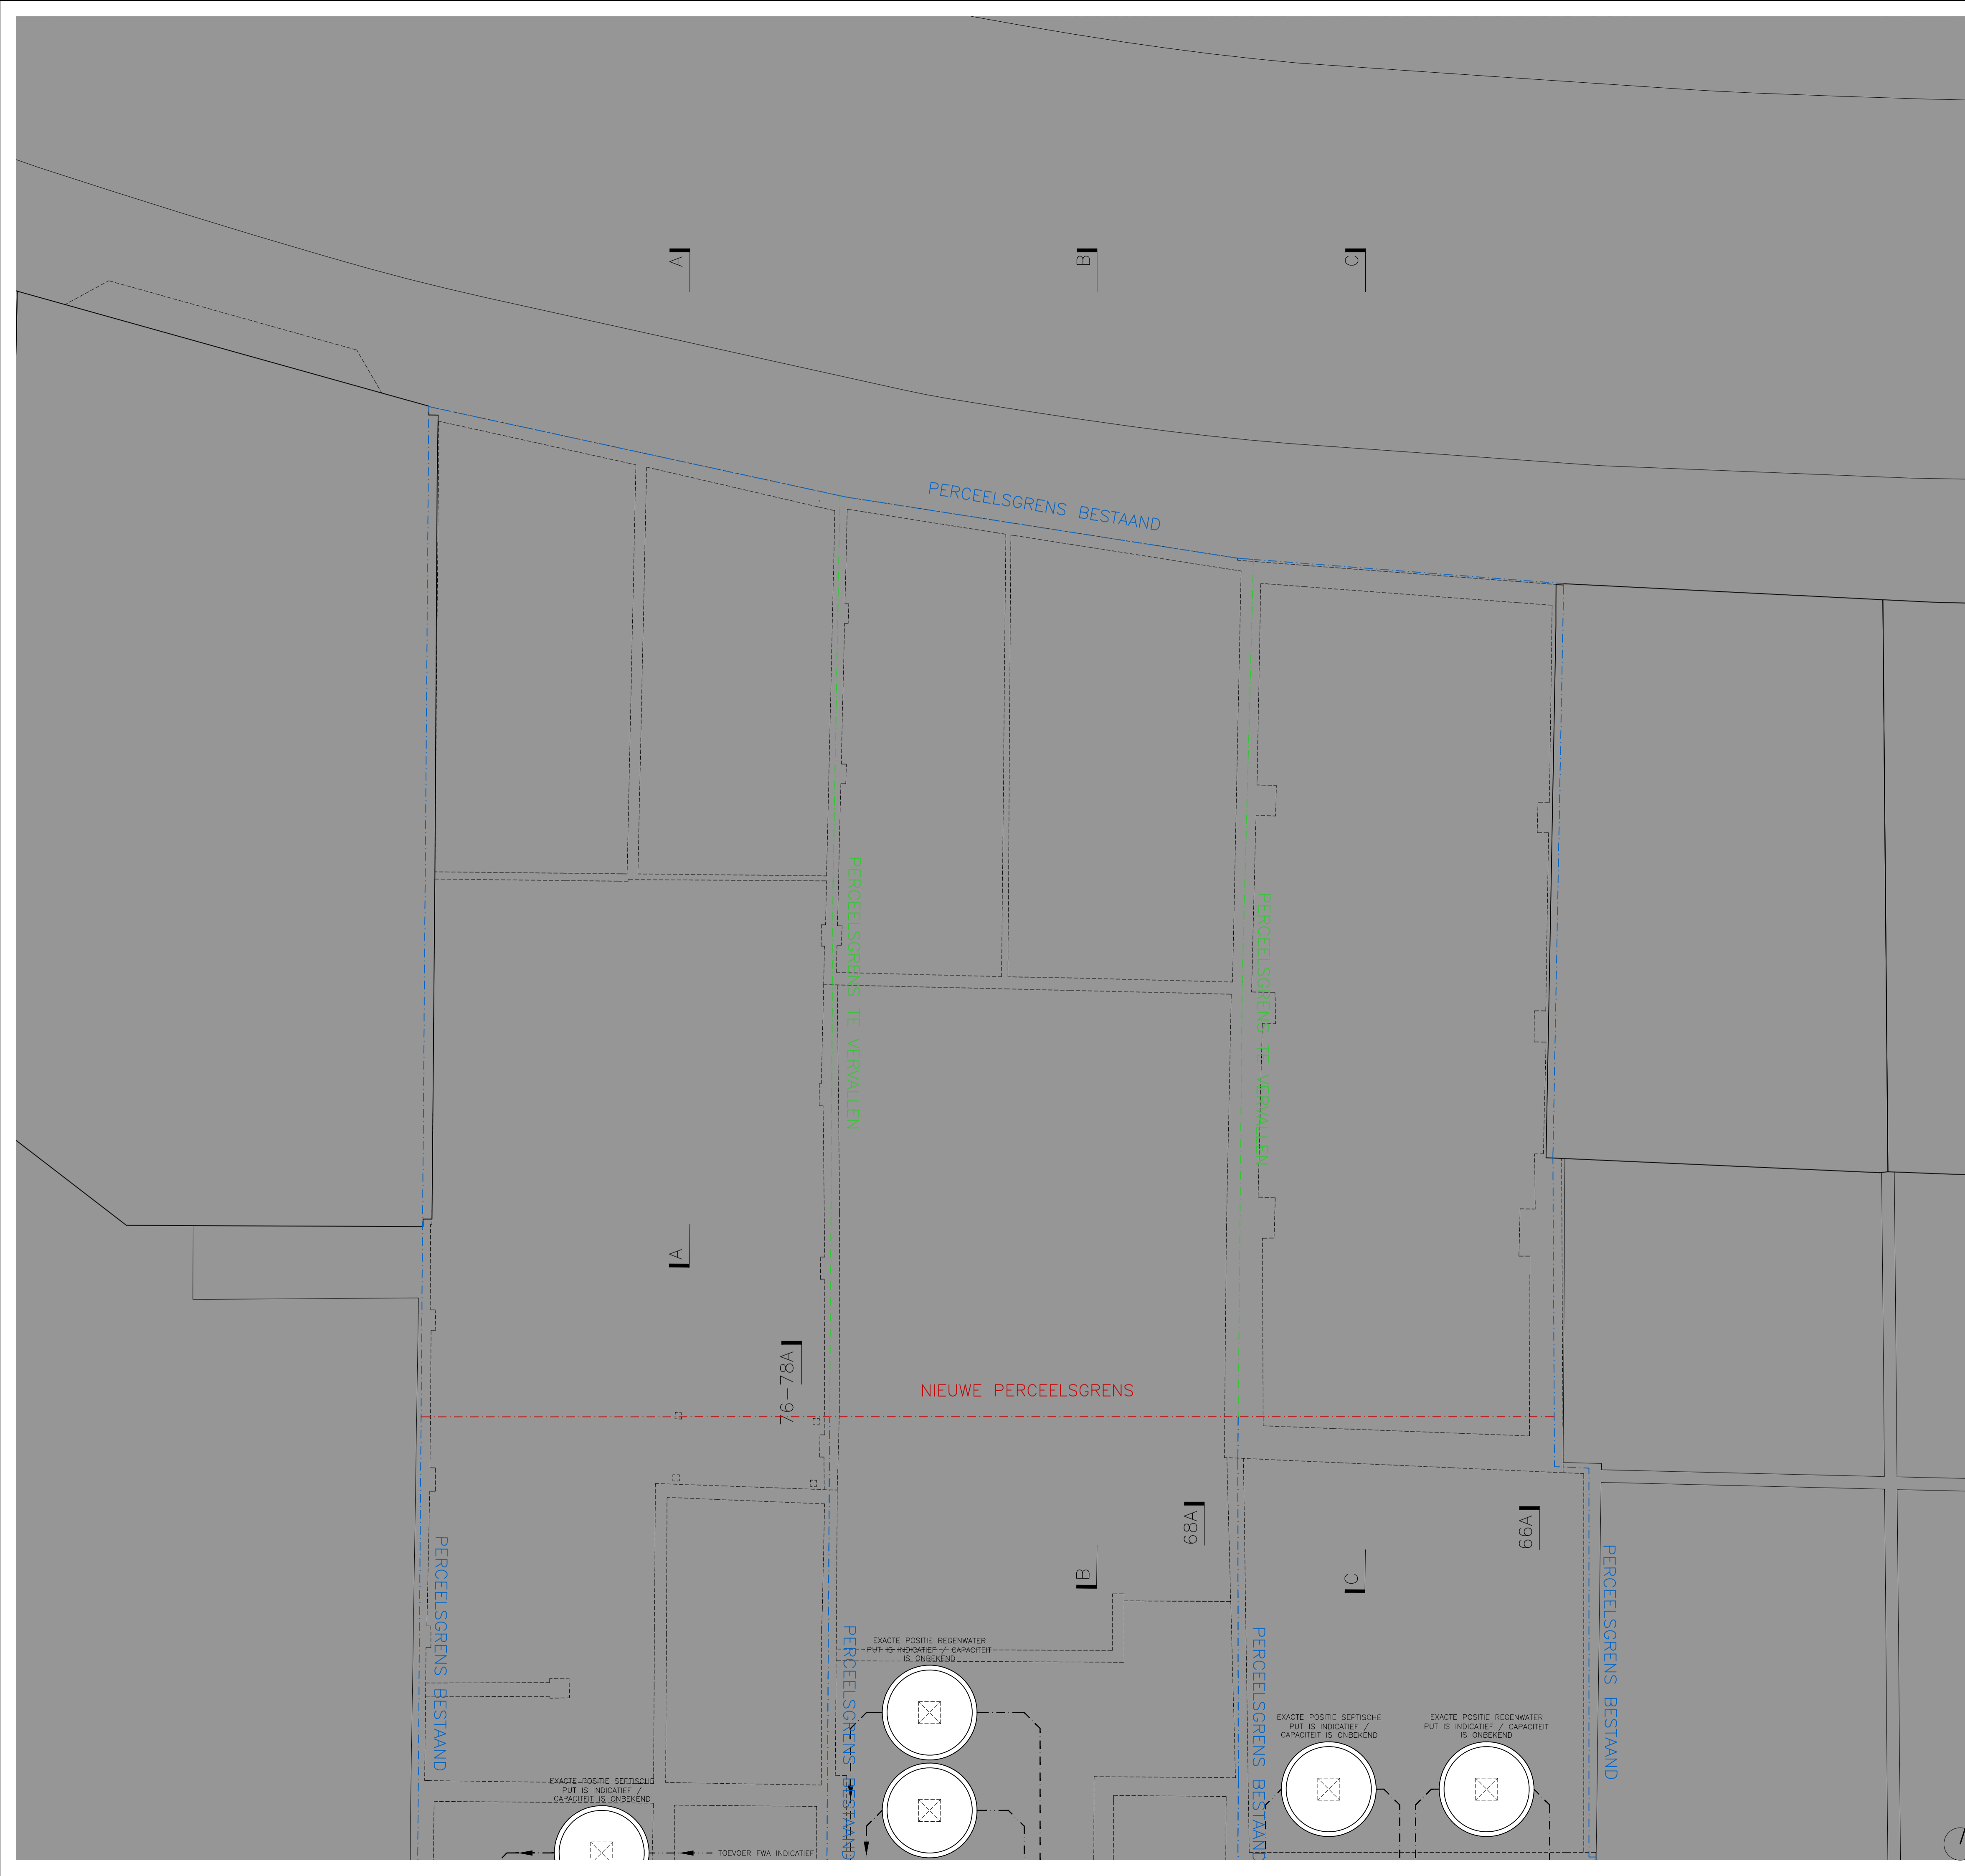 A
B
C
PERCEELSGRENS BESTAAND
PERCEELSGRENS TE VERVALLEN
PERCEELSGRENS TE VERVALLEN
A
76-78A
NIEUWE PERCEELSGRENS
68A
66A
B
C
PERCEELSGRENS BESTAAND
PERCEELSGRENS BESTAAND
PERCEELSGRENS BESTAAND
PERCEELSGRENS BESTAAND
EXACTE POSITIE REGENWATER
PUT IS INDICATIEF / CAPACITEIT
IS ONBEKEND
EXACTE POSITIE SEPTISCHE
PUT IS INDICATIEF /
CAPACITEIT IS ONBEKEND
EXACTE POSITIE REGENWATER
PUT IS INDICATIEF / CAPACITEIT
IS ONBEKEND
EXACTE POSITIE SEPTISCHE
PUT IS INDICATIEF /
CAPACITEIT IS ONBEKEND
TOEVOER FWA INDICATIEF